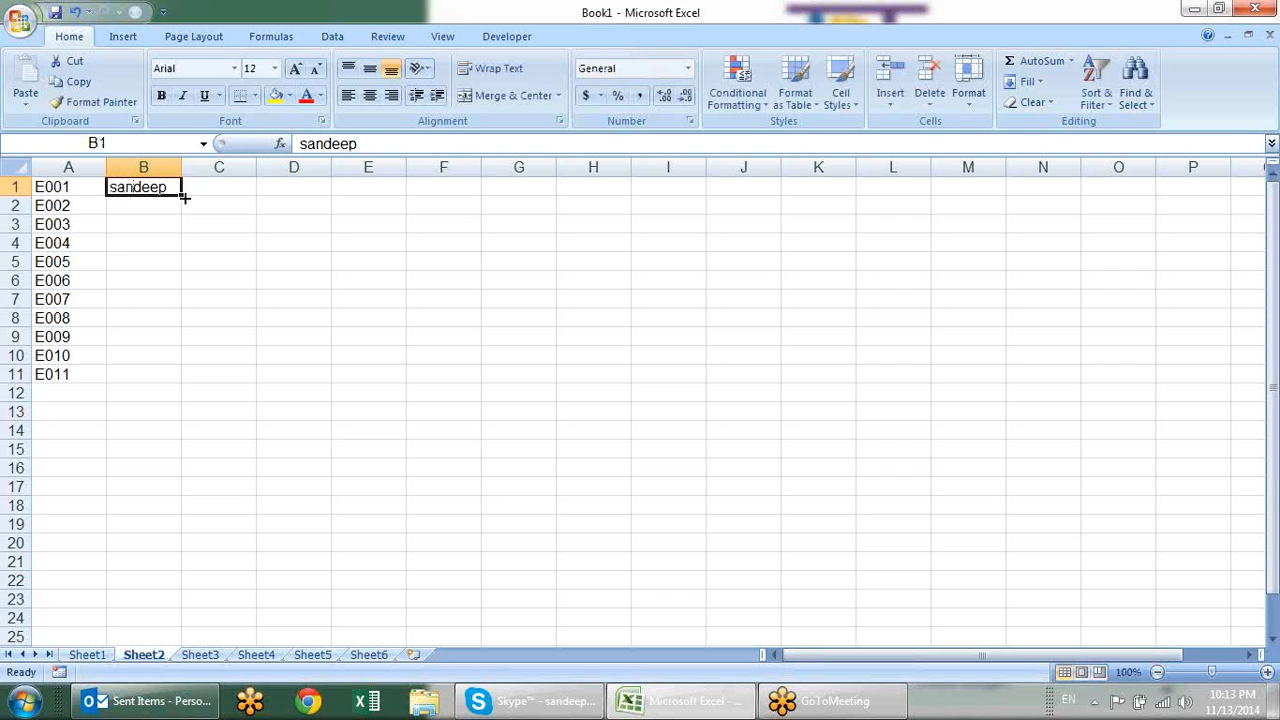 Book1 - Microsoft Excel
Home Insert Page Layout Formulas Data Review View Developer
Paste
Cut
Copy
Format Painter
Clipboard
Arial 12
B I U
Font
Wrap Text
Merge & Center
Alignment
General
$ % ,
Number
Conditional Formatting
Format as Table
Cell Styles
Styles
Insert Delete Format
Cells
Σ AutoSum
Fill
Clear
Sort & Filter
Find & Select
Editing
B1 fx sandeep
A B C D E F G H I J K L M N O P
1 E001 sandeep
2 E002
3 E003
4 E004
5 E005
6 E006
7 E007
8 E008
9 E009
10 E010
11 E011
12
13
14
15
16
17
18
19
20
21
22
23
24
25
Sheet1 Sheet2 Sheet3 Sheet4 Sheet5 Sheet6
Ready 100%
Sent Items - Perso... Skype™ - sandeep... Microsoft Excel - ... GoToMeeting EN 10:13 PM
11/13/2014